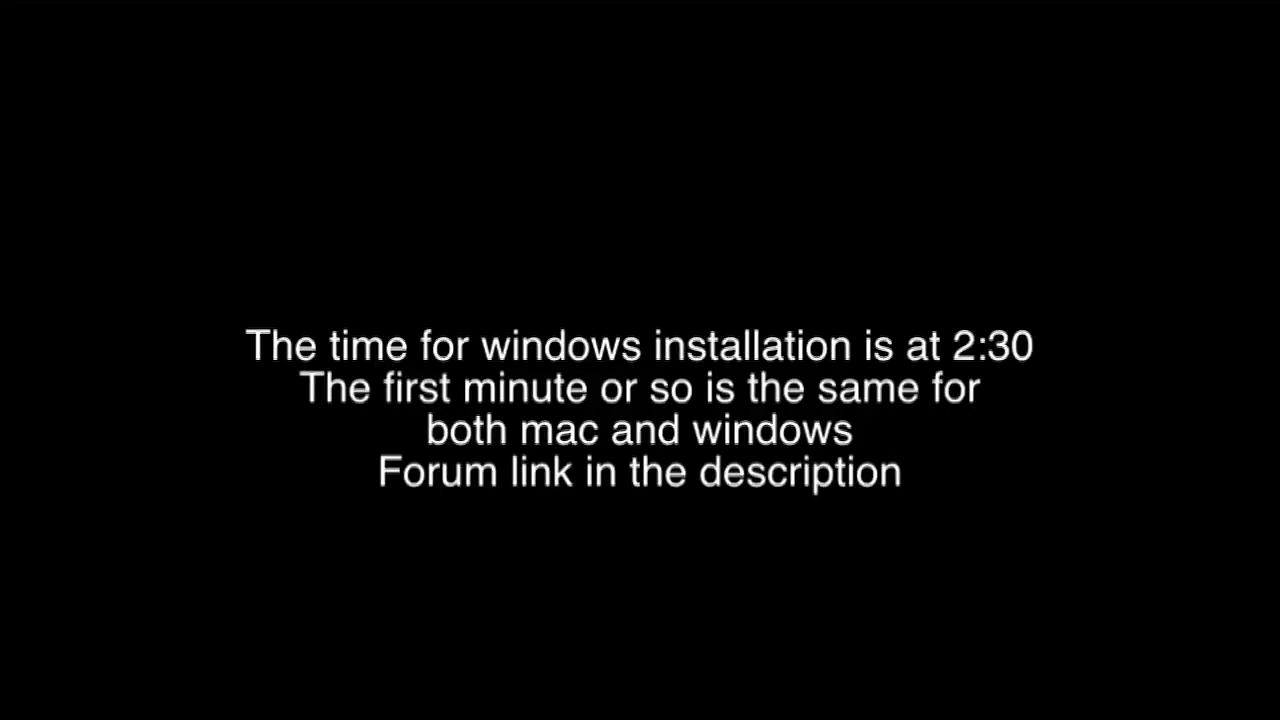 The time for windows installation is at 2:30
The first minute or so is the same for
both mac and windows
Forum link in the description